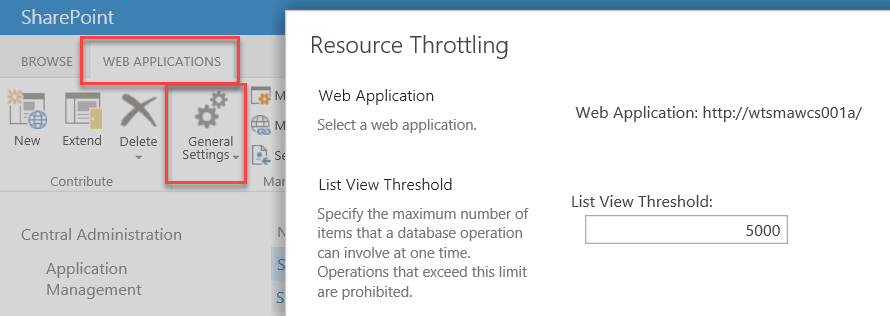 SharePoint
BROWSE
WEB APPLICATIONS
New
Extend
Delete
General
Settings
M
M
Se
Contribute
Mar
Central Administration
Application
Management
N
S
S
Resource Throttling
Web Application
Select a web application.
Web Application: http://wtsmawcs001a/
List View Threshold
Specify the maximum number of
items that a database operation
can involve at one time.
Operations that exceed this limit
are prohibited.
List View Threshold:
5000